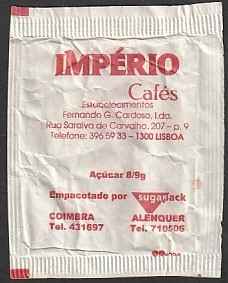 IMPÉRIO
Cafés
Estabelecimentos
Fernando G. Cardoso, Lda.
Rua Saraiva de Carvalho, 207 - p. 9
Telefone: 396 59 33 - 1300 LISBOA
Açúcar 8/9g
Empacotado por sugarpack
COIMBRA ALENQUER
Tel. 431697 Tel. 710506